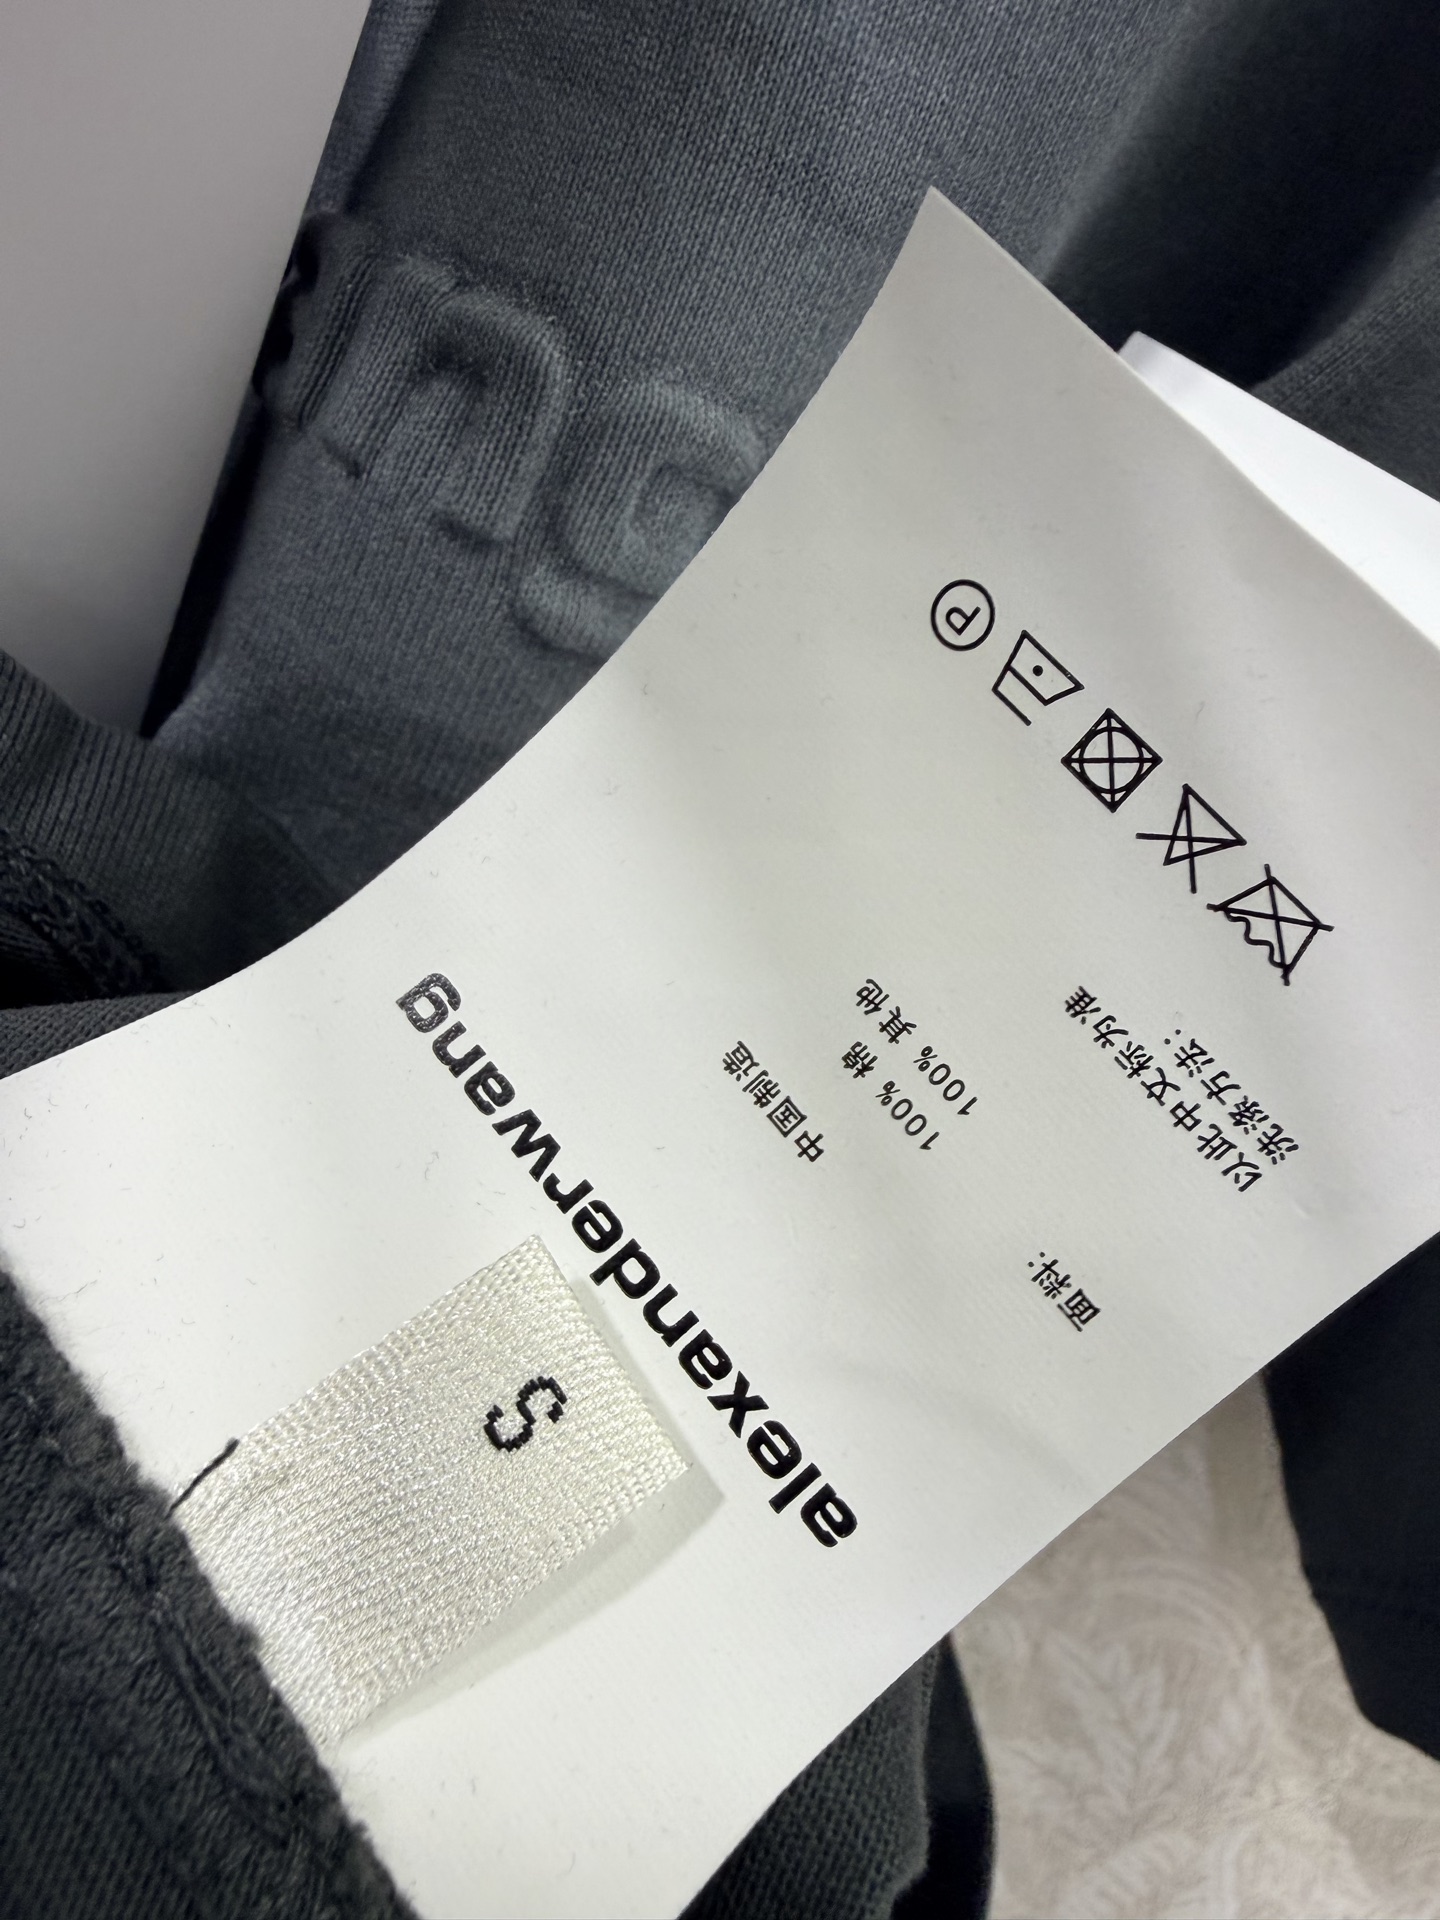 S
alexanderwang
中国制造
面料: 100% 棉
100% 其他
以此中文标为准
洗涤方法:
P